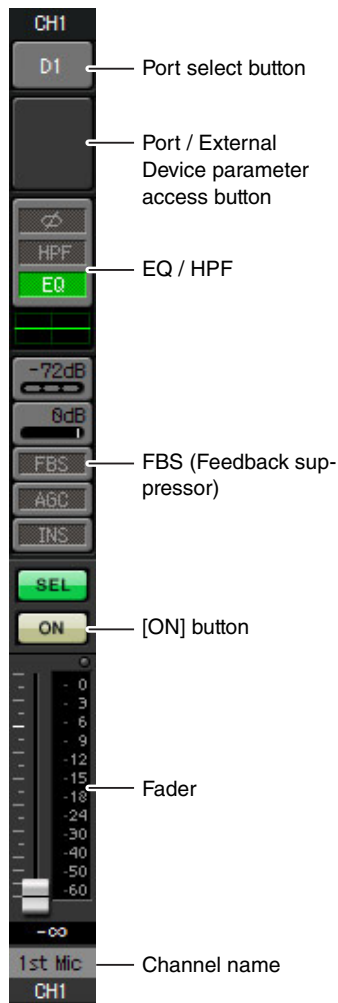 CH1
D1
Port select button
Port / External
Device parameter
access button
Ø
HPF
EQ
EQ / HPF
-72dB
0dB
FBS
FBS (Feedback sup-
pressor)
AGC
INS
SEL
ON
[ON] button
- 0
- 3
- 6
- 9
-12
-15
-18
-24
-30
-40
-50
-60
Fader
-∞
1st Mic
Channel name
CH1